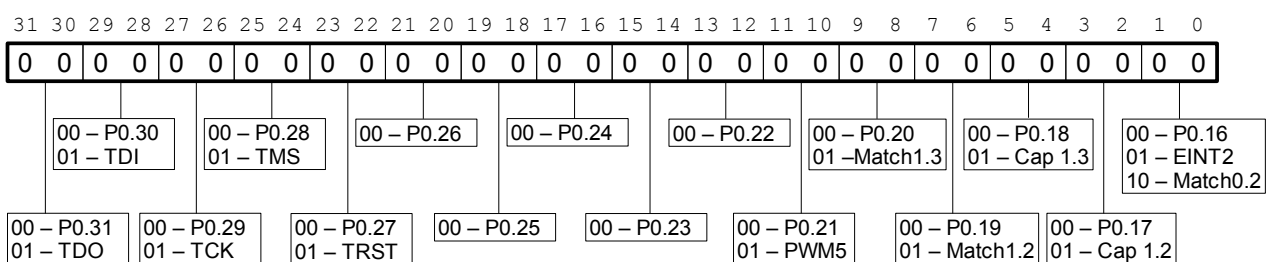 31 30 29 28 27 26 25 24 23 22 21 20 19 18 17 16 15 14 13 12 11 10 9 8 7 6 5 4 3 2 1 0
0 0 0 0 0 0 0 0 0 0 0 0 0 0 0 0 0 0 0 0 0 0 0 0 0 0 0 0 0 0 0 0
00 – P0.30
01 – TDI
00 – P0.28
01 – TMS
00 – P0.26
00 – P0.24
00 – P0.22
00 – P0.20
01 –Match1.3
00 – P0.18
01 – Cap 1.3
00 – P0.16
01 – EINT2
10 – Match0.2
00 – P0.31
01 – TDO
00 – P0.29
01 – TCK
00 – P0.27
01 – TRST
00 – P0.25
00 – P0.23
00 – P0.21
01 – PWM5
00 – P0.19
01 – Match1.2
00 – P0.17
01 – Cap 1.2